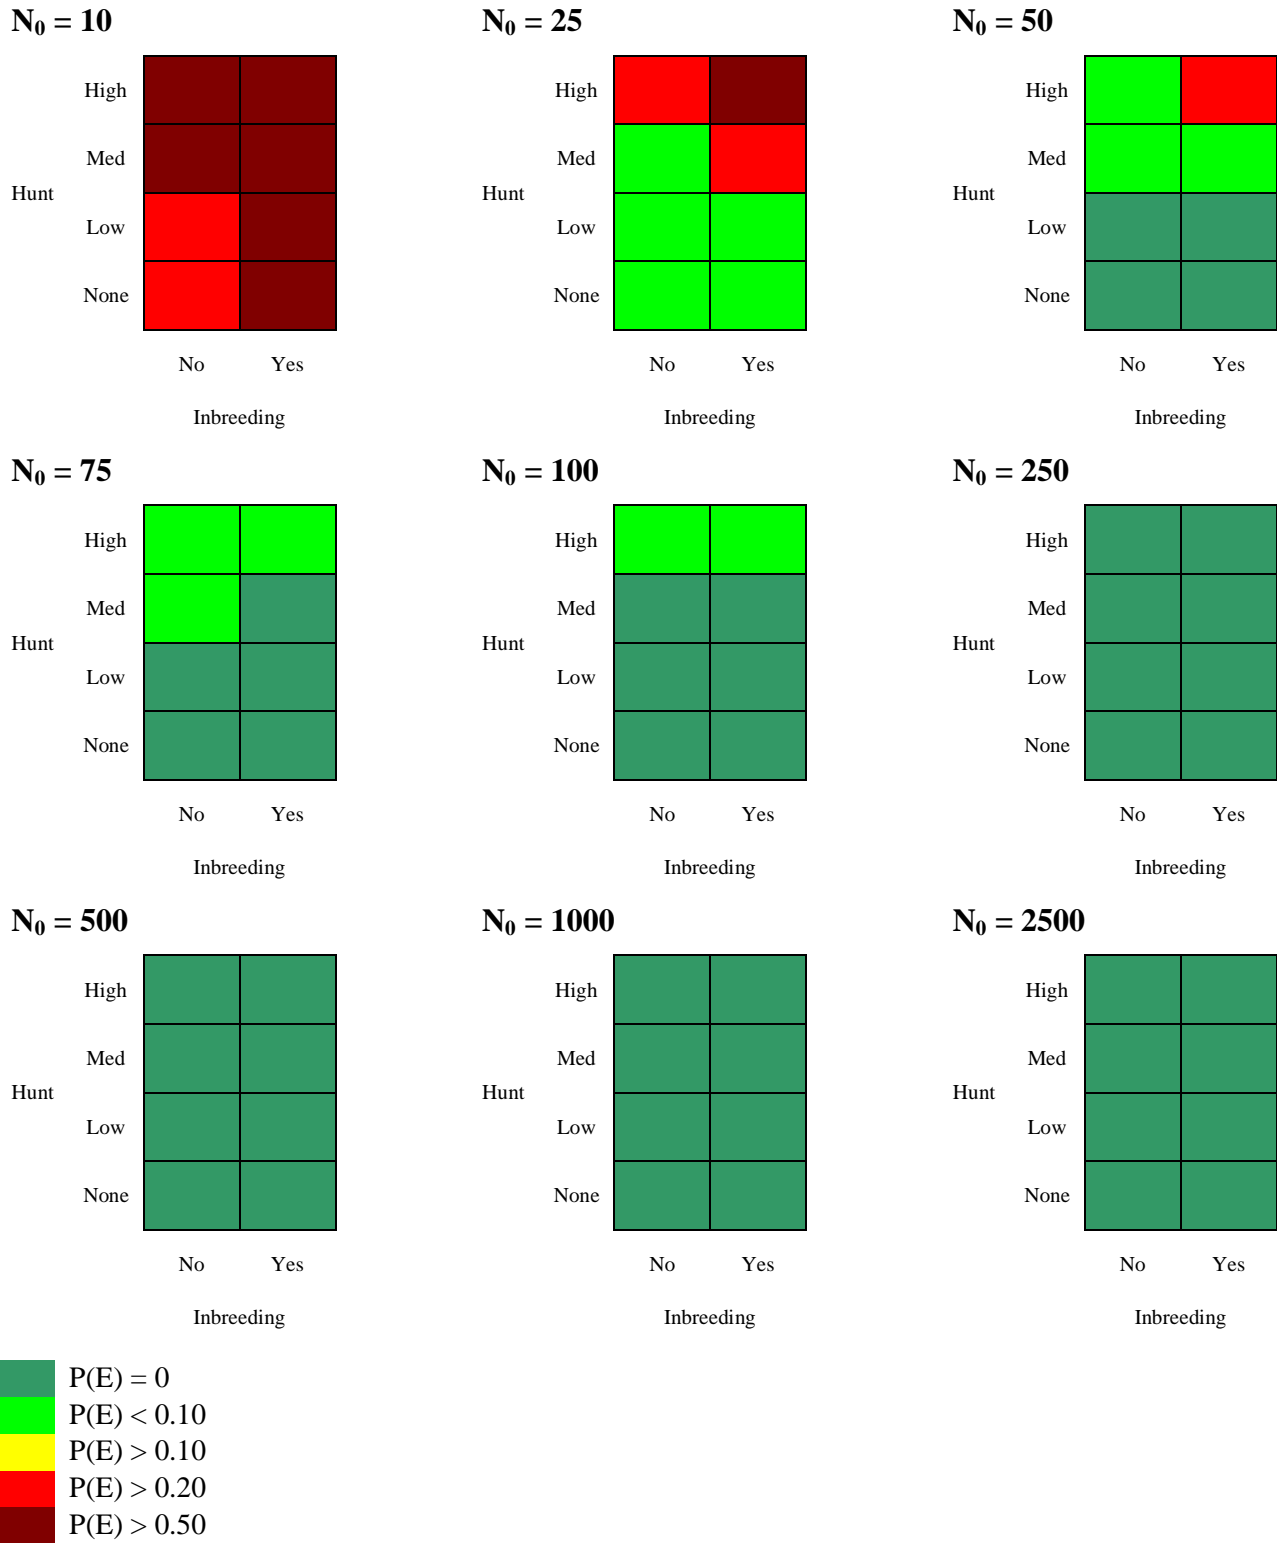 N₀ = 10 N₀ = 25 N₀ = 50
High High High
Med Med Med
Hunt Hunt Hunt
Low Low Low
None None None
No Yes No Yes No Yes
Inbreeding Inbreeding Inbreeding
N₀ = 75 N₀ = 100 N₀ = 250
High High High
Med Med Med
Hunt Hunt Hunt
Low Low Low
None None None
No Yes No Yes No Yes
Inbreeding Inbreeding Inbreeding
N₀ = 500 N₀ = 1000 N₀ = 2500
High High High
Med Med Med
Hunt Hunt Hunt
Low Low Low
None None None
No Yes No Yes No Yes
Inbreeding Inbreeding Inbreeding
P(E) = 0
P(E) < 0.10
P(E) > 0.10
P(E) > 0.20
P(E) > 0.50